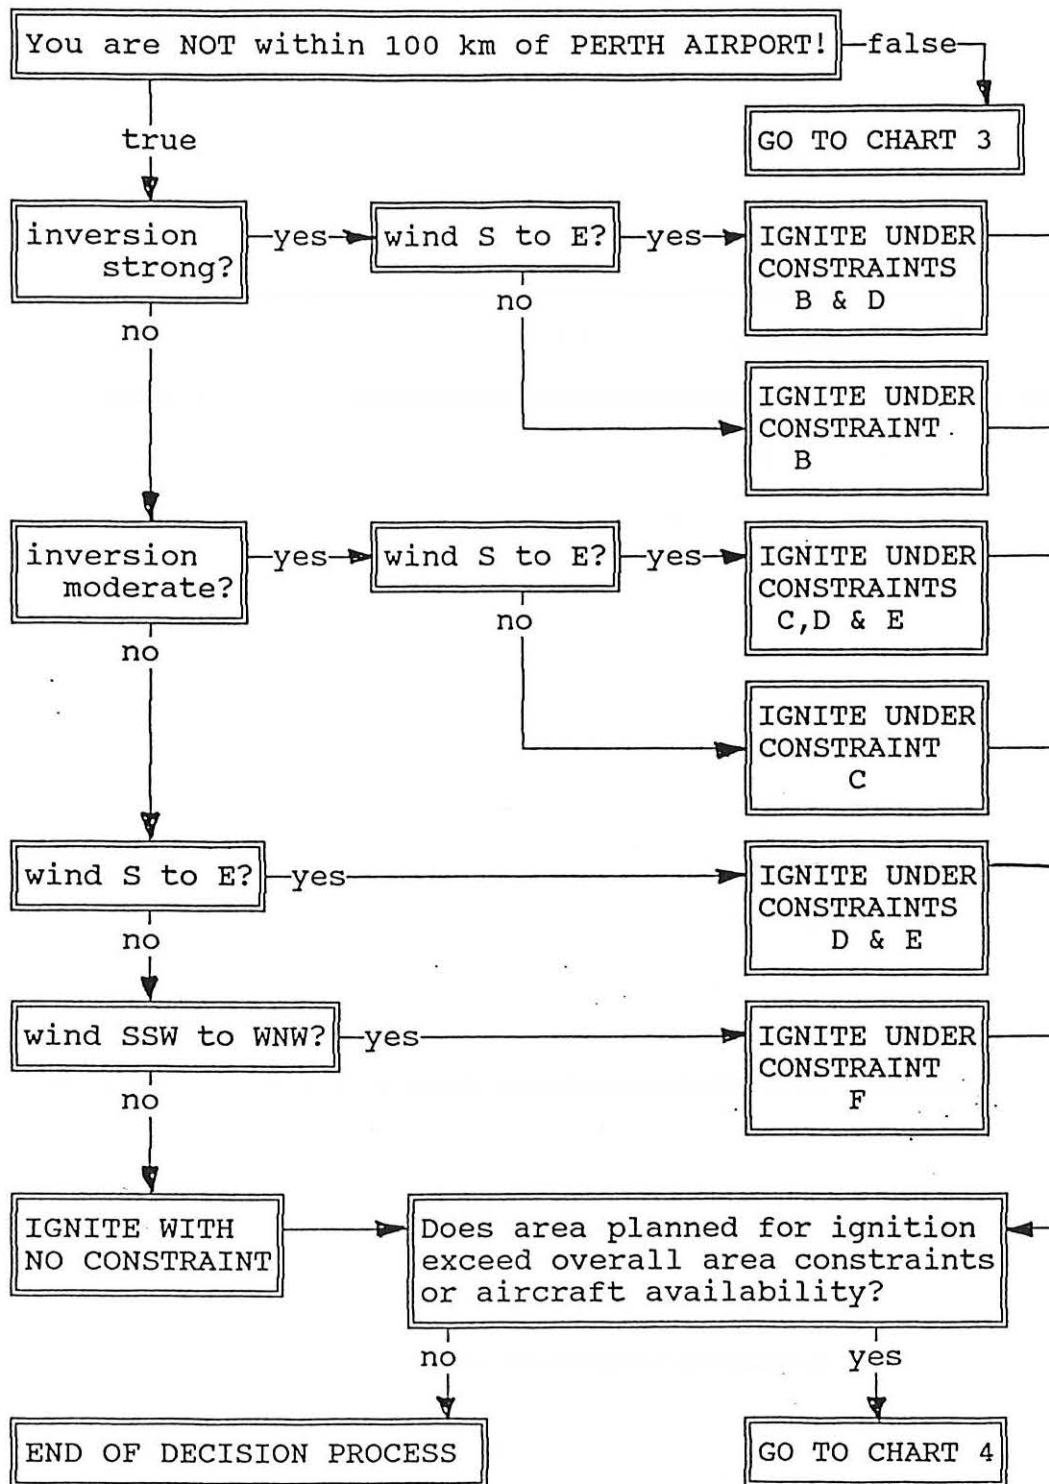 You are NOT within 100 km of PERTH AIRPORT!
false
true
GO TO CHART 3
inversion
strong?
yes
wind S to E?
yes
IGNITE UNDER
CONSTRAINTS
B & D
no
no
IGNITE UNDER
CONSTRAINT
B
inversion
moderate?
yes
wind S to E?
yes
IGNITE UNDER
CONSTRAINTS
C,D & E
no
no
IGNITE UNDER
CONSTRAINT
C
wind S to E?
yes
IGNITE UNDER
CONSTRAINTS
D & E
no
wind SSW to WNW?
yes
IGNITE UNDER
CONSTRAINT
F
no
IGNITE WITH
NO CONSTRAINT
Does area planned for ignition
exceed overall area constraints
or aircraft availability?
no
yes
END OF DECISION PROCESS
GO TO CHART 4